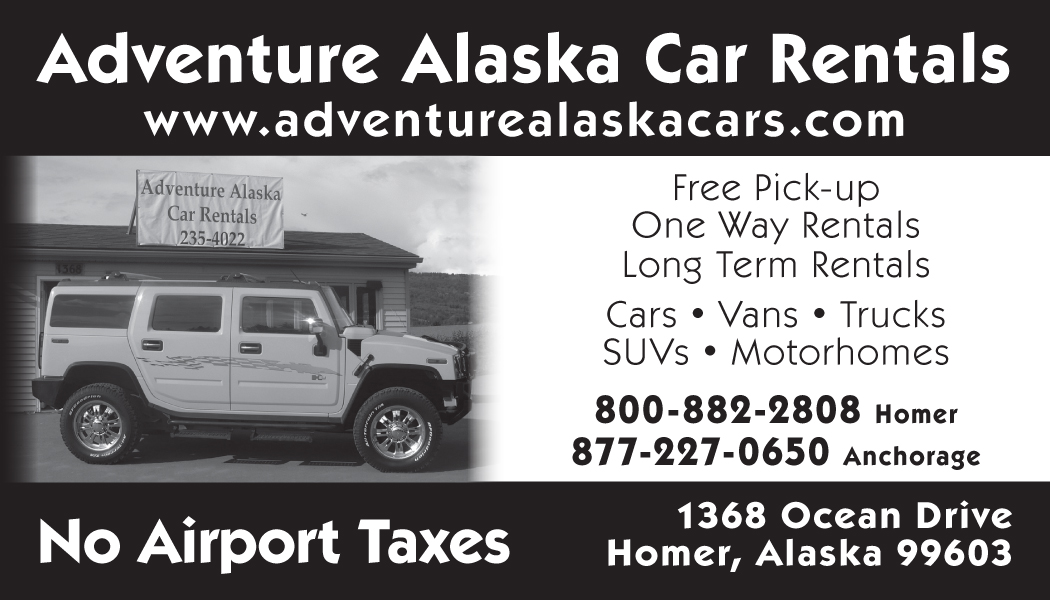 Adventure Alaska Car Rentals
www.adventurealaskacars.com
Adventure Alaska
Car Rentals
235-4022
1368
Free Pick-up
One Way Rentals
Long Term Rentals
Cars • Vans • Trucks
SUVs • Motorhomes
800-882-2808 Homer
877-227-0650 Anchorage
No Airport Taxes
1368 Ocean Drive
Homer, Alaska 99603